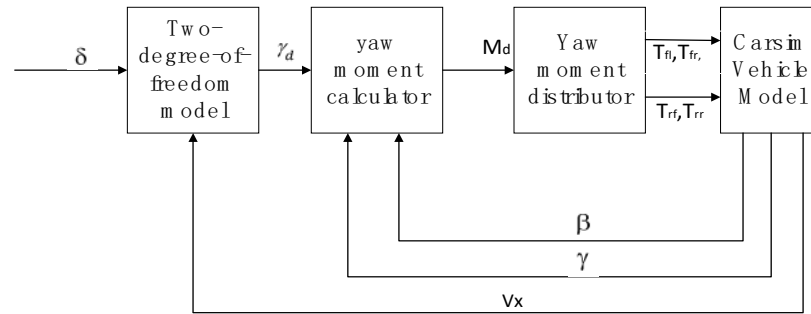 δ
Two-
degree-of-
freedom
model
γd
yaw
moment
calculator
Md
Yaw
moment
distributor
Tfl,Tfr,
Trf,Trr
Carsim
Vehicle
Model
β
γ
Vx